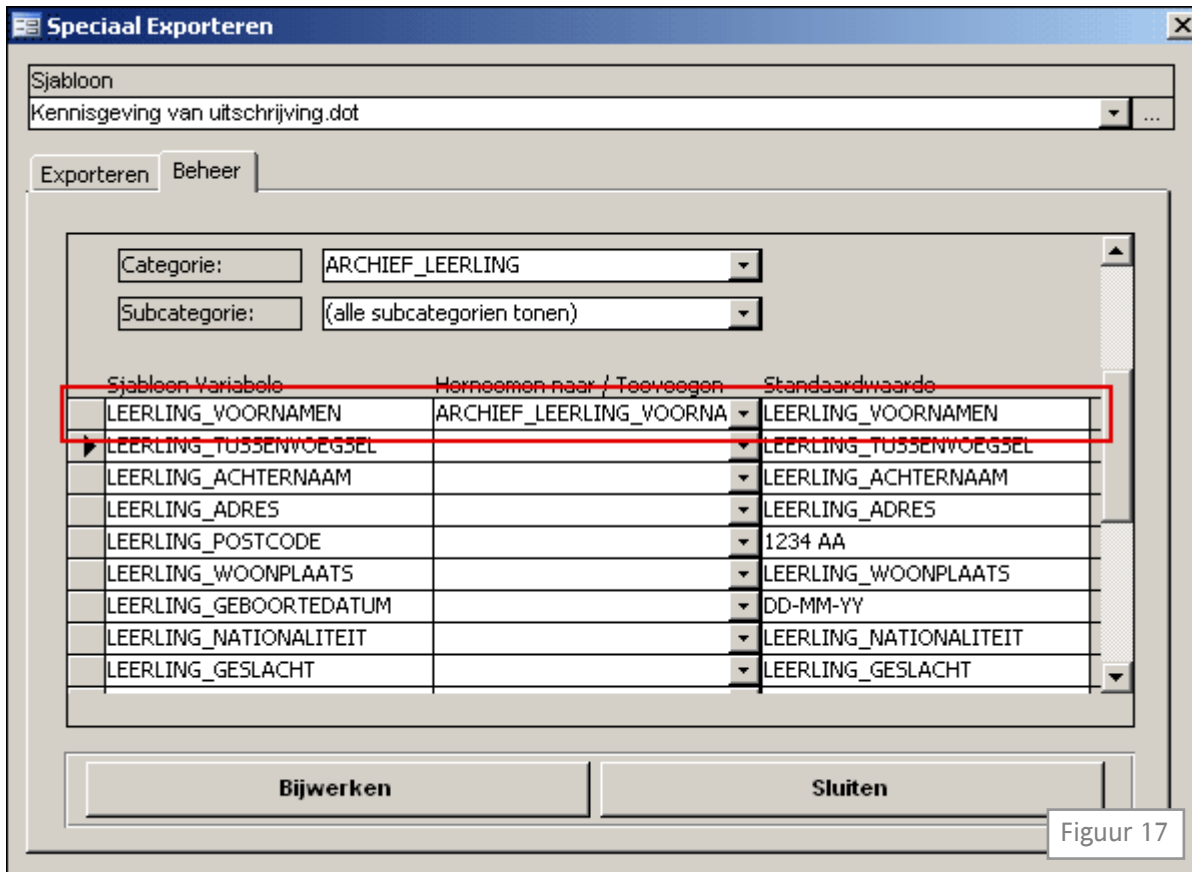 Speciaal Exporteren
Sjabloon
Kennisgeving van uitschrijving.dot
...
Exporteren Beheer
Categorie: ARCHIEF_LEERLING
Subcategorie: (alle subcategorien tonen)
Sjabloon Variabele Hernoemen naar / Toevoegen Standaardwaarde
LEERLING_VOORNAMEN ARCHIEF_LEERLING_VOORNA LEERLING_VOORNAMEN
LEERLING_TUSSENVOEGSEL LEERLING_TUSSENVOEGSEL
LEERLING_ACHTERNAAM LEERLING_ACHTERNAAM
LEERLING_ADRES LEERLING_ADRES
LEERLING_POSTCODE 1234 AA
LEERLING_WOONPLAATS LEERLING_WOONPLAATS
LEERLING_GEBOORTEDATUM DD-MM-YY
LEERLING_NATIONALITEIT LEERLING_NATIONALITEIT
LEERLING_GESLACHT LEERLING_GESLACHT
Bijwerken Sluiten
Figuur 17